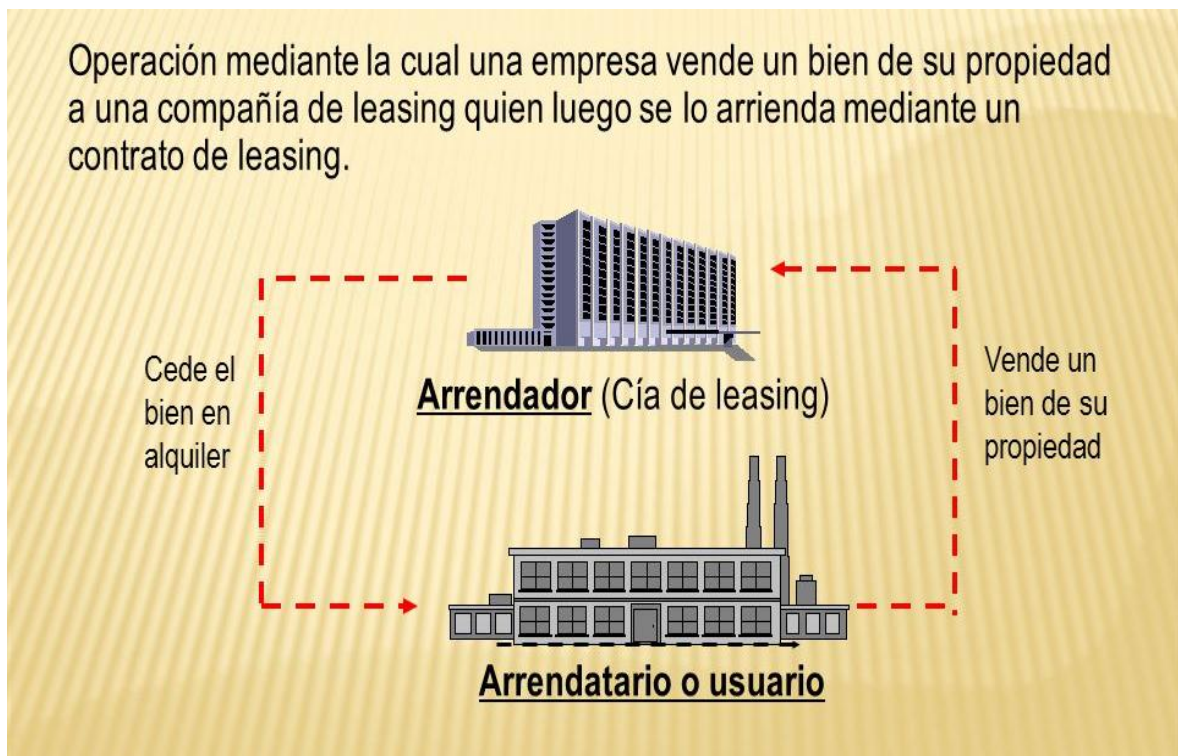 Operación mediante la cual una empresa vende un bien de su propiedad
a una compañía de leasing quien luego se lo arrienda mediante un
contrato de leasing.
Cede el
bien en
alquiler
Arrendador (Cía de leasing)
Vende un
bien de su
propiedad
Arrendatario o usuario